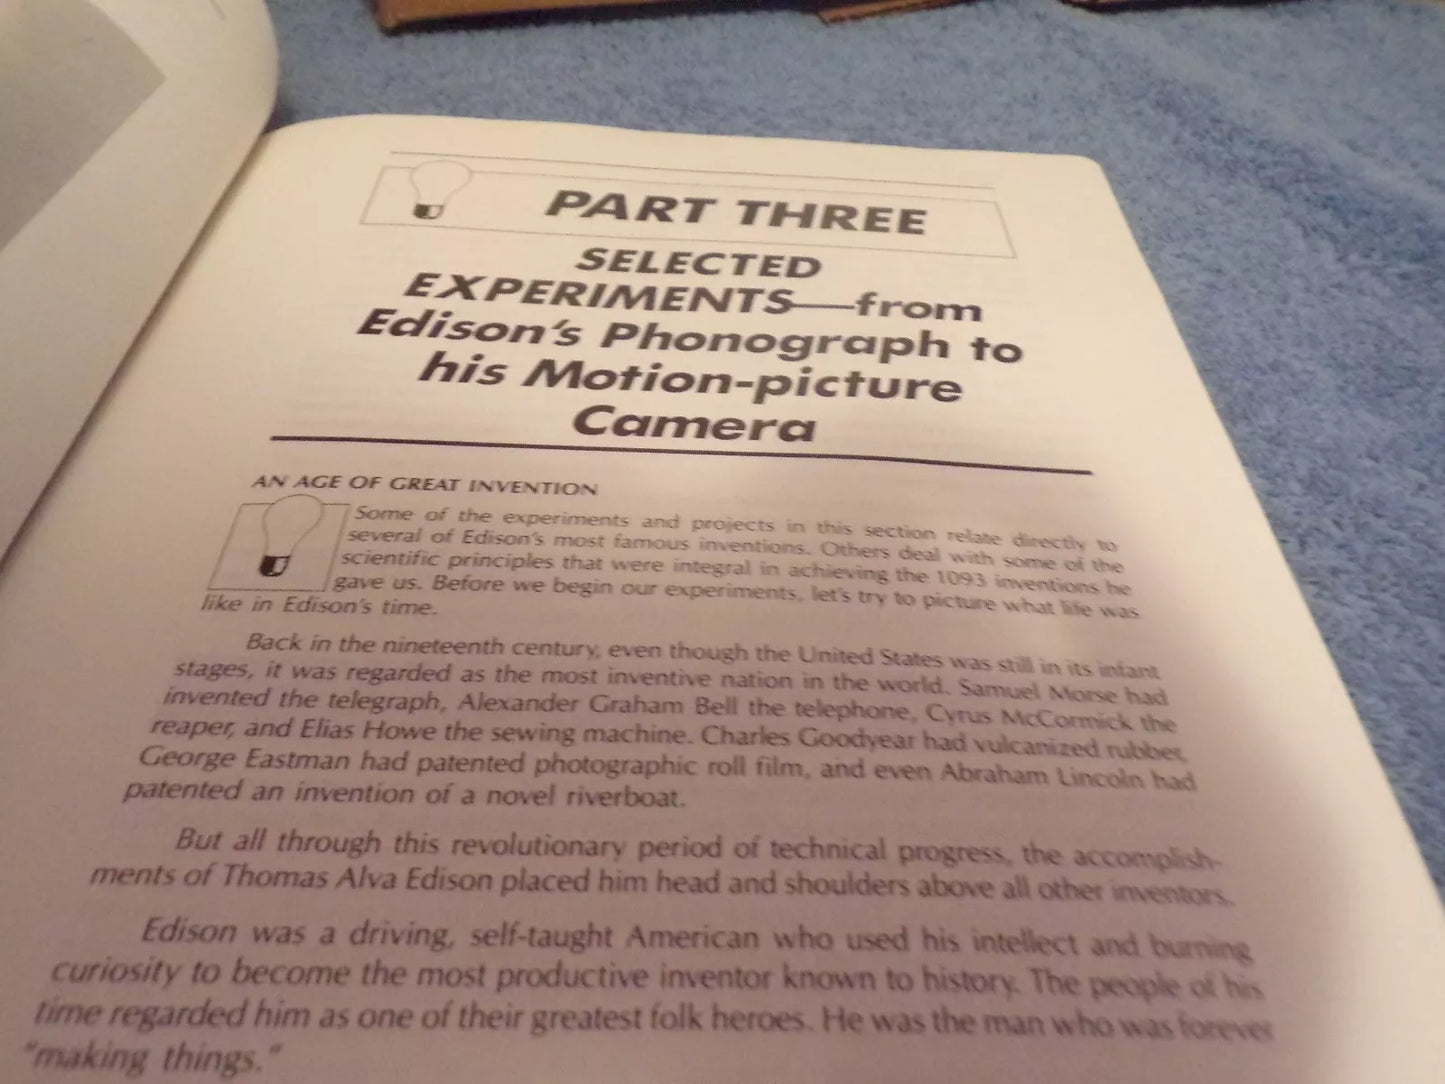 PART THREE
SELECTED
EXPERIMENTS—from
Edison's Phonograph to
his Motion-picture
Camera
AN AGE OF GREAT INVENTION
Some of the experiments and projects in this section relate directly to
several of Edison's most famous inventions. Others deal with some of the
scientific principles that were integral in achieving the 1093 inventions he
gave us. Before we begin our experiments, let's try to picture what life was
like in Edison's time.
Back in the nineteenth century, even though the United States was still in its infant
stages, it was regarded as the most inventive nation in the world. Samuel Morse had
invented the telegraph, Alexander Graham Bell the telephone, Cyrus McCormick the
reaper, and Elias Howe the sewing machine. Charles Goodyear had vulcanized rubber,
George Eastman had patented photographic roll film, and even Abraham Lincoln had
patented an invention of a novel riverboat.
But all through this revolutionary period of technical progress, the accomplish-
ments of Thomas Alva Edison placed him head and shoulders above all other inventors.
Edison was a driving, self-taught American who used his intellect and burning
curiosity to become the most productive inventor known to history. The people of his
time regarded him as one of their greatest folk heroes. He was the man who was forever
"making things."